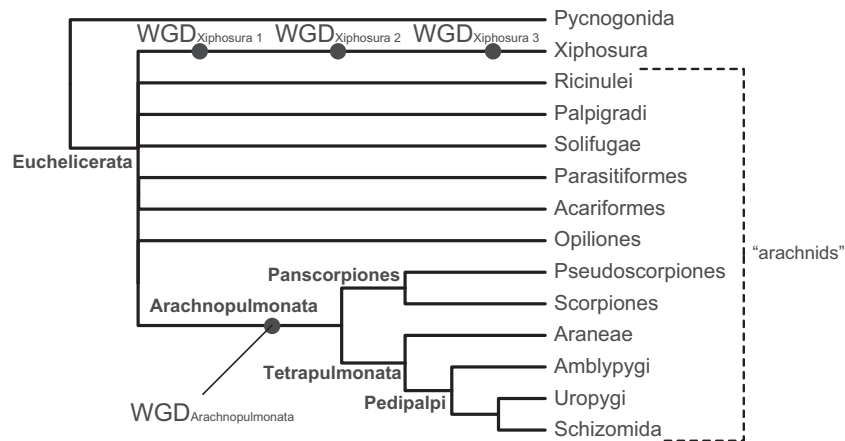 Pycnogonida
WGDXiphosura 1 WGDXiphosura 2 WGDXiphosura 3
Xiphosura
Ricinulei
Palpigradi
Solifugae
Euchelicerata
Parasitiformes
Acariformes
Opiliones
"arachnids"
Panscorpiones
Pseudoscorpiones
Arachnopulmonata
Scorpiones
Araneae
Tetrapulmonata
Amblypygi
Pedipalpi
Uropygi
WGDArachnopulmonata
Schizomida